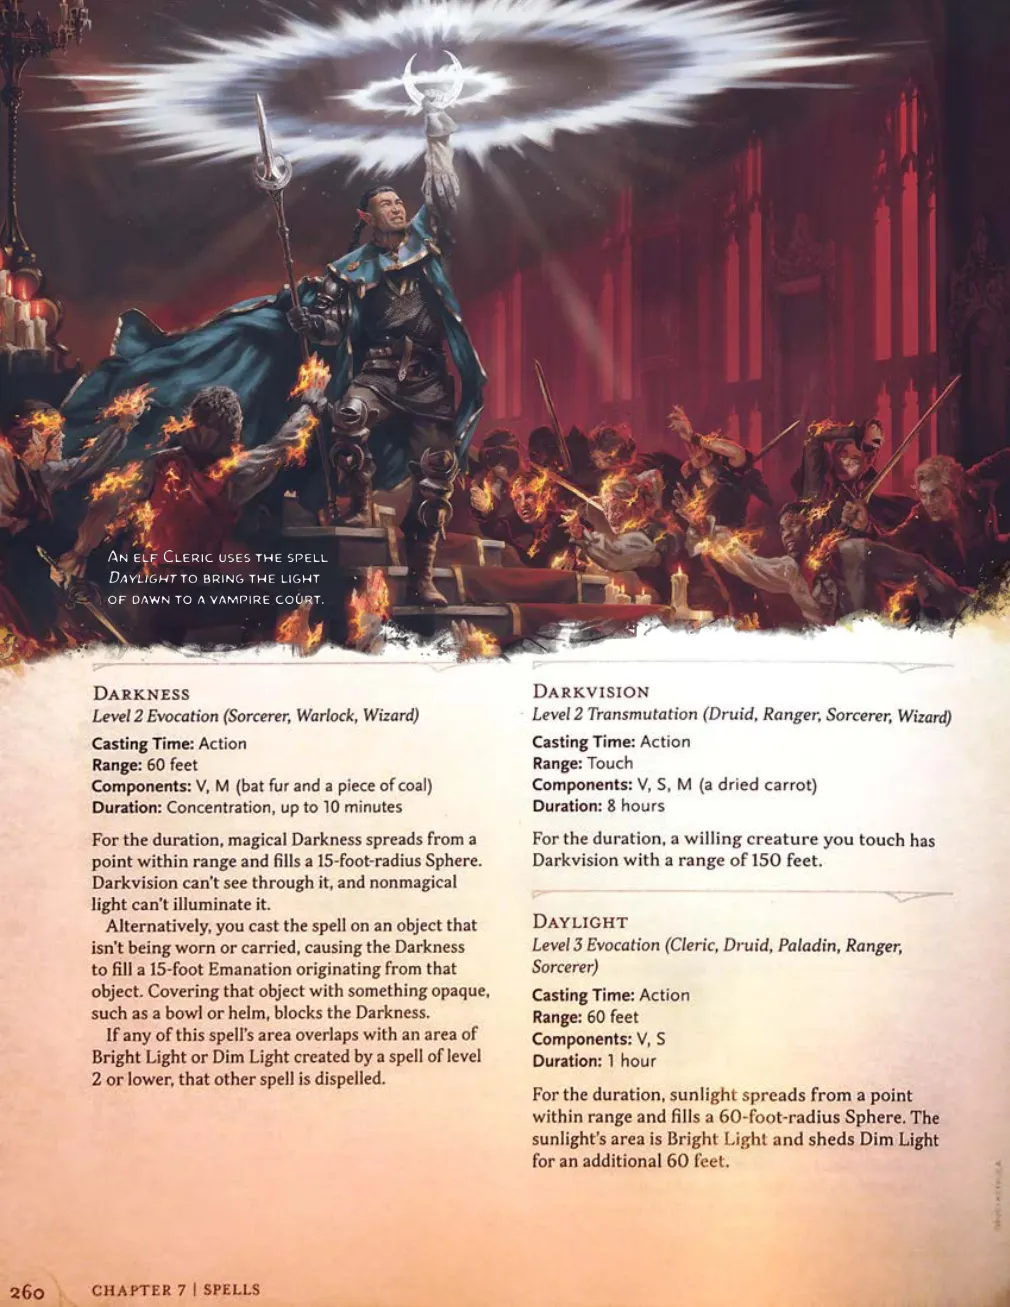 An elf Cleric uses the spell
Daylight to bring the light
of dawn to a vampire court.
Darkness
Level 2 Evocation (Sorcerer, Warlock, Wizard)
Casting Time: Action
Range: 60 feet
Components: V, M (bat fur and a piece of coal)
Duration: Concentration, up to 10 minutes
For the duration, magical Darkness spreads from a
point within range and fills a 15-foot-radius Sphere.
Darkvision can't see through it, and nonmagical
light can't illuminate it.
Alternatively, you cast the spell on an object that
isn't being worn or carried, causing the Darkness
to fill a 15-foot Emanation originating from that
object. Covering that object with something opaque,
such as a bowl or helm, blocks the Darkness.
If any of this spell's area overlaps with an area of
Bright Light or Dim Light created by a spell of level
2 or lower, that other spell is dispelled.
Darkvision
Level 2 Transmutation (Druid, Ranger, Sorcerer, Wizard)
Casting Time: Action
Range: Touch
Components: V, S, M (a dried carrot)
Duration: 8 hours
For the duration, a willing creature you touch has
Darkvision with a range of 150 feet.
Daylight
Level 3 Evocation (Cleric, Druid, Paladin, Ranger,
Sorcerer)
Casting Time: Action
Range: 60 feet
Components: V, S
Duration: 1 hour
For the duration, sunlight spreads from a point
within range and fills a 60-foot-radius Sphere. The
sunlight's area is Bright Light and sheds Dim Light
for an additional 60 feet.
260
CHAPTER 7 | SPELLS